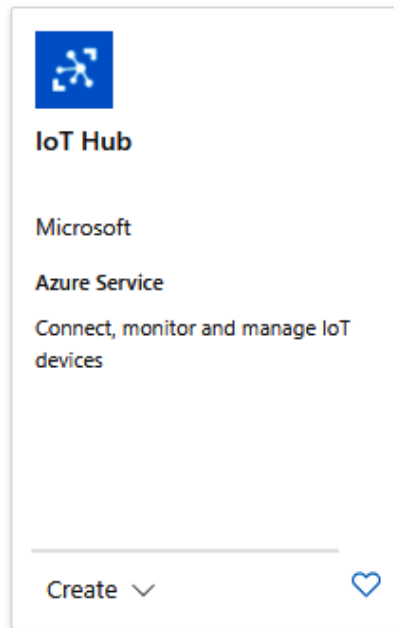 IoT Hub
Microsoft
Azure Service
Connect, monitor and manage IoT
devices
Create